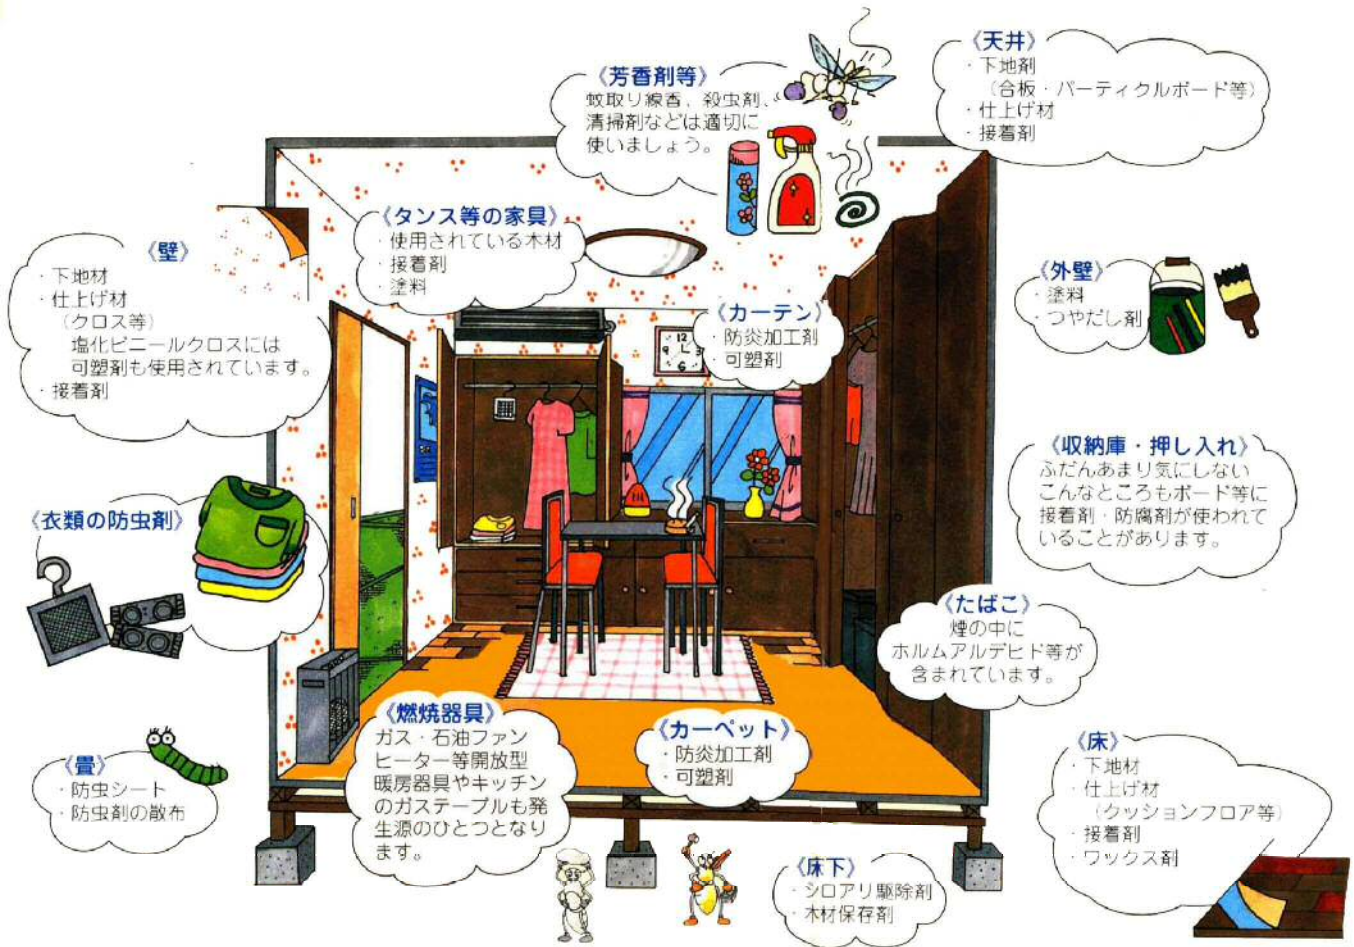 《芳香剤等》
蚊取り線香、殺虫剤、
清掃剤などは適切に
使いましょう。
《天井》
・下地剤
（合板・パーティクルボード等）
・仕上げ材
・接着剤
《タンス等の家具》
・使用されている木材
・接着剤
・塗料
《壁》
・下地材
・仕上げ材
（クロス等）
塩化ビニールクロスには
可塑剤も使用されています。
・接着剤
《外壁》
・塗料
・つやだし剤
《カーテン》
・防炎加工剤
・可塑剤
12
9
3
6
《収納庫・押し入れ》
ふだんあまり気にしない
こんなところもボード等に
接着剤・防腐剤が使われて
いることがあります。
《衣類の防虫剤》
《たばこ》
煙の中に
ホルムアルデヒド等が
含まれています。
《燃焼器具》
ガス・石油ファン
ヒーター等開放型
暖房器具やキッチン
のガステーブルも発
生源のひとつとなり
ます。
《カーペット》
・防炎加工剤
・可塑剤
《畳》
・防虫シート
・防虫剤の散布
《床》
・下地材
・仕上げ材
（クッションフロア等）
・接着剤
・ワックス剤
《床下》
・シロアリ駆除剤
・木材保存剤